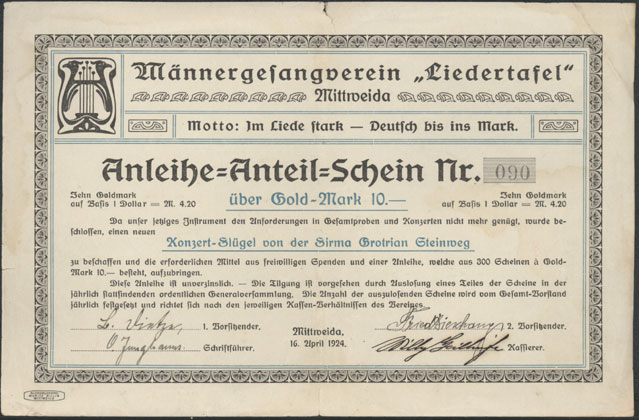 Männergesangverein „Liedertafel"
Mittweida
Motto: Im Liede stark — Deutsch bis ins Mark.
Anleihe=Anteil=Schein Nr. 090
Zehn Goldmark
auf Basis 1 Dollar = M. 4.20
über Gold-Mark 10.—
Zehn Goldmark
auf Basis 1 Dollar = M. 4.20
Da unser jetziges Instrument den Anforderungen in Gesamtproben und Konzerten nicht mehr genügt, wurde be-
schlossen, einen neuen
Konzert-Flügel von der Firma Grotrian Steinweg
zu beschaffen und die erforderlichen Mittel aus freiwilligen Spenden und einer Anleihe, welche aus 300 Scheinen à Gold-
Mark 10.— besteht, aufzubringen.
Diese Anleihe ist unverzinslich. — Die Tilgung ist vorgesehen durch Auslosung eines Teiles der Scheine in der
jährlich stattfindenden ordentlichen Generalversammlung. Die Anzahl der auszulosenden Scheine wird vom Gesamt-Vorstand
jährlich festgesetzt und richtet sich nach den jeweiligen Kassen-Verhältnissen des Vereines.
1. Vorsitzender.
Schriftführer.
Mittweida,
16. April 1924.
2. Vorsitzender.
Kassierer.